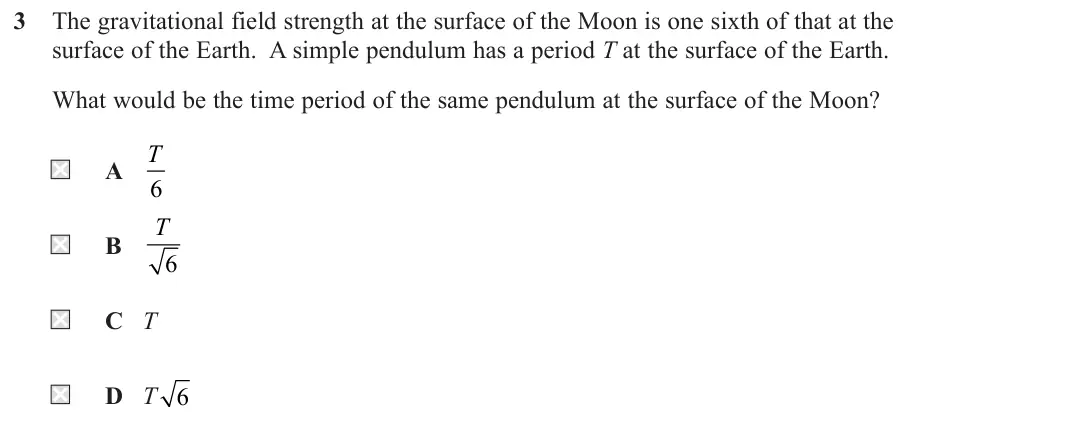 3 The gravitational field strength at the surface of the Moon is one sixth of that at the
surface of the Earth. A simple pendulum has a period T at the surface of the Earth.
What would be the time period of the same pendulum at the surface of the Moon?
A T/6
B T/√6
C T
D T√6